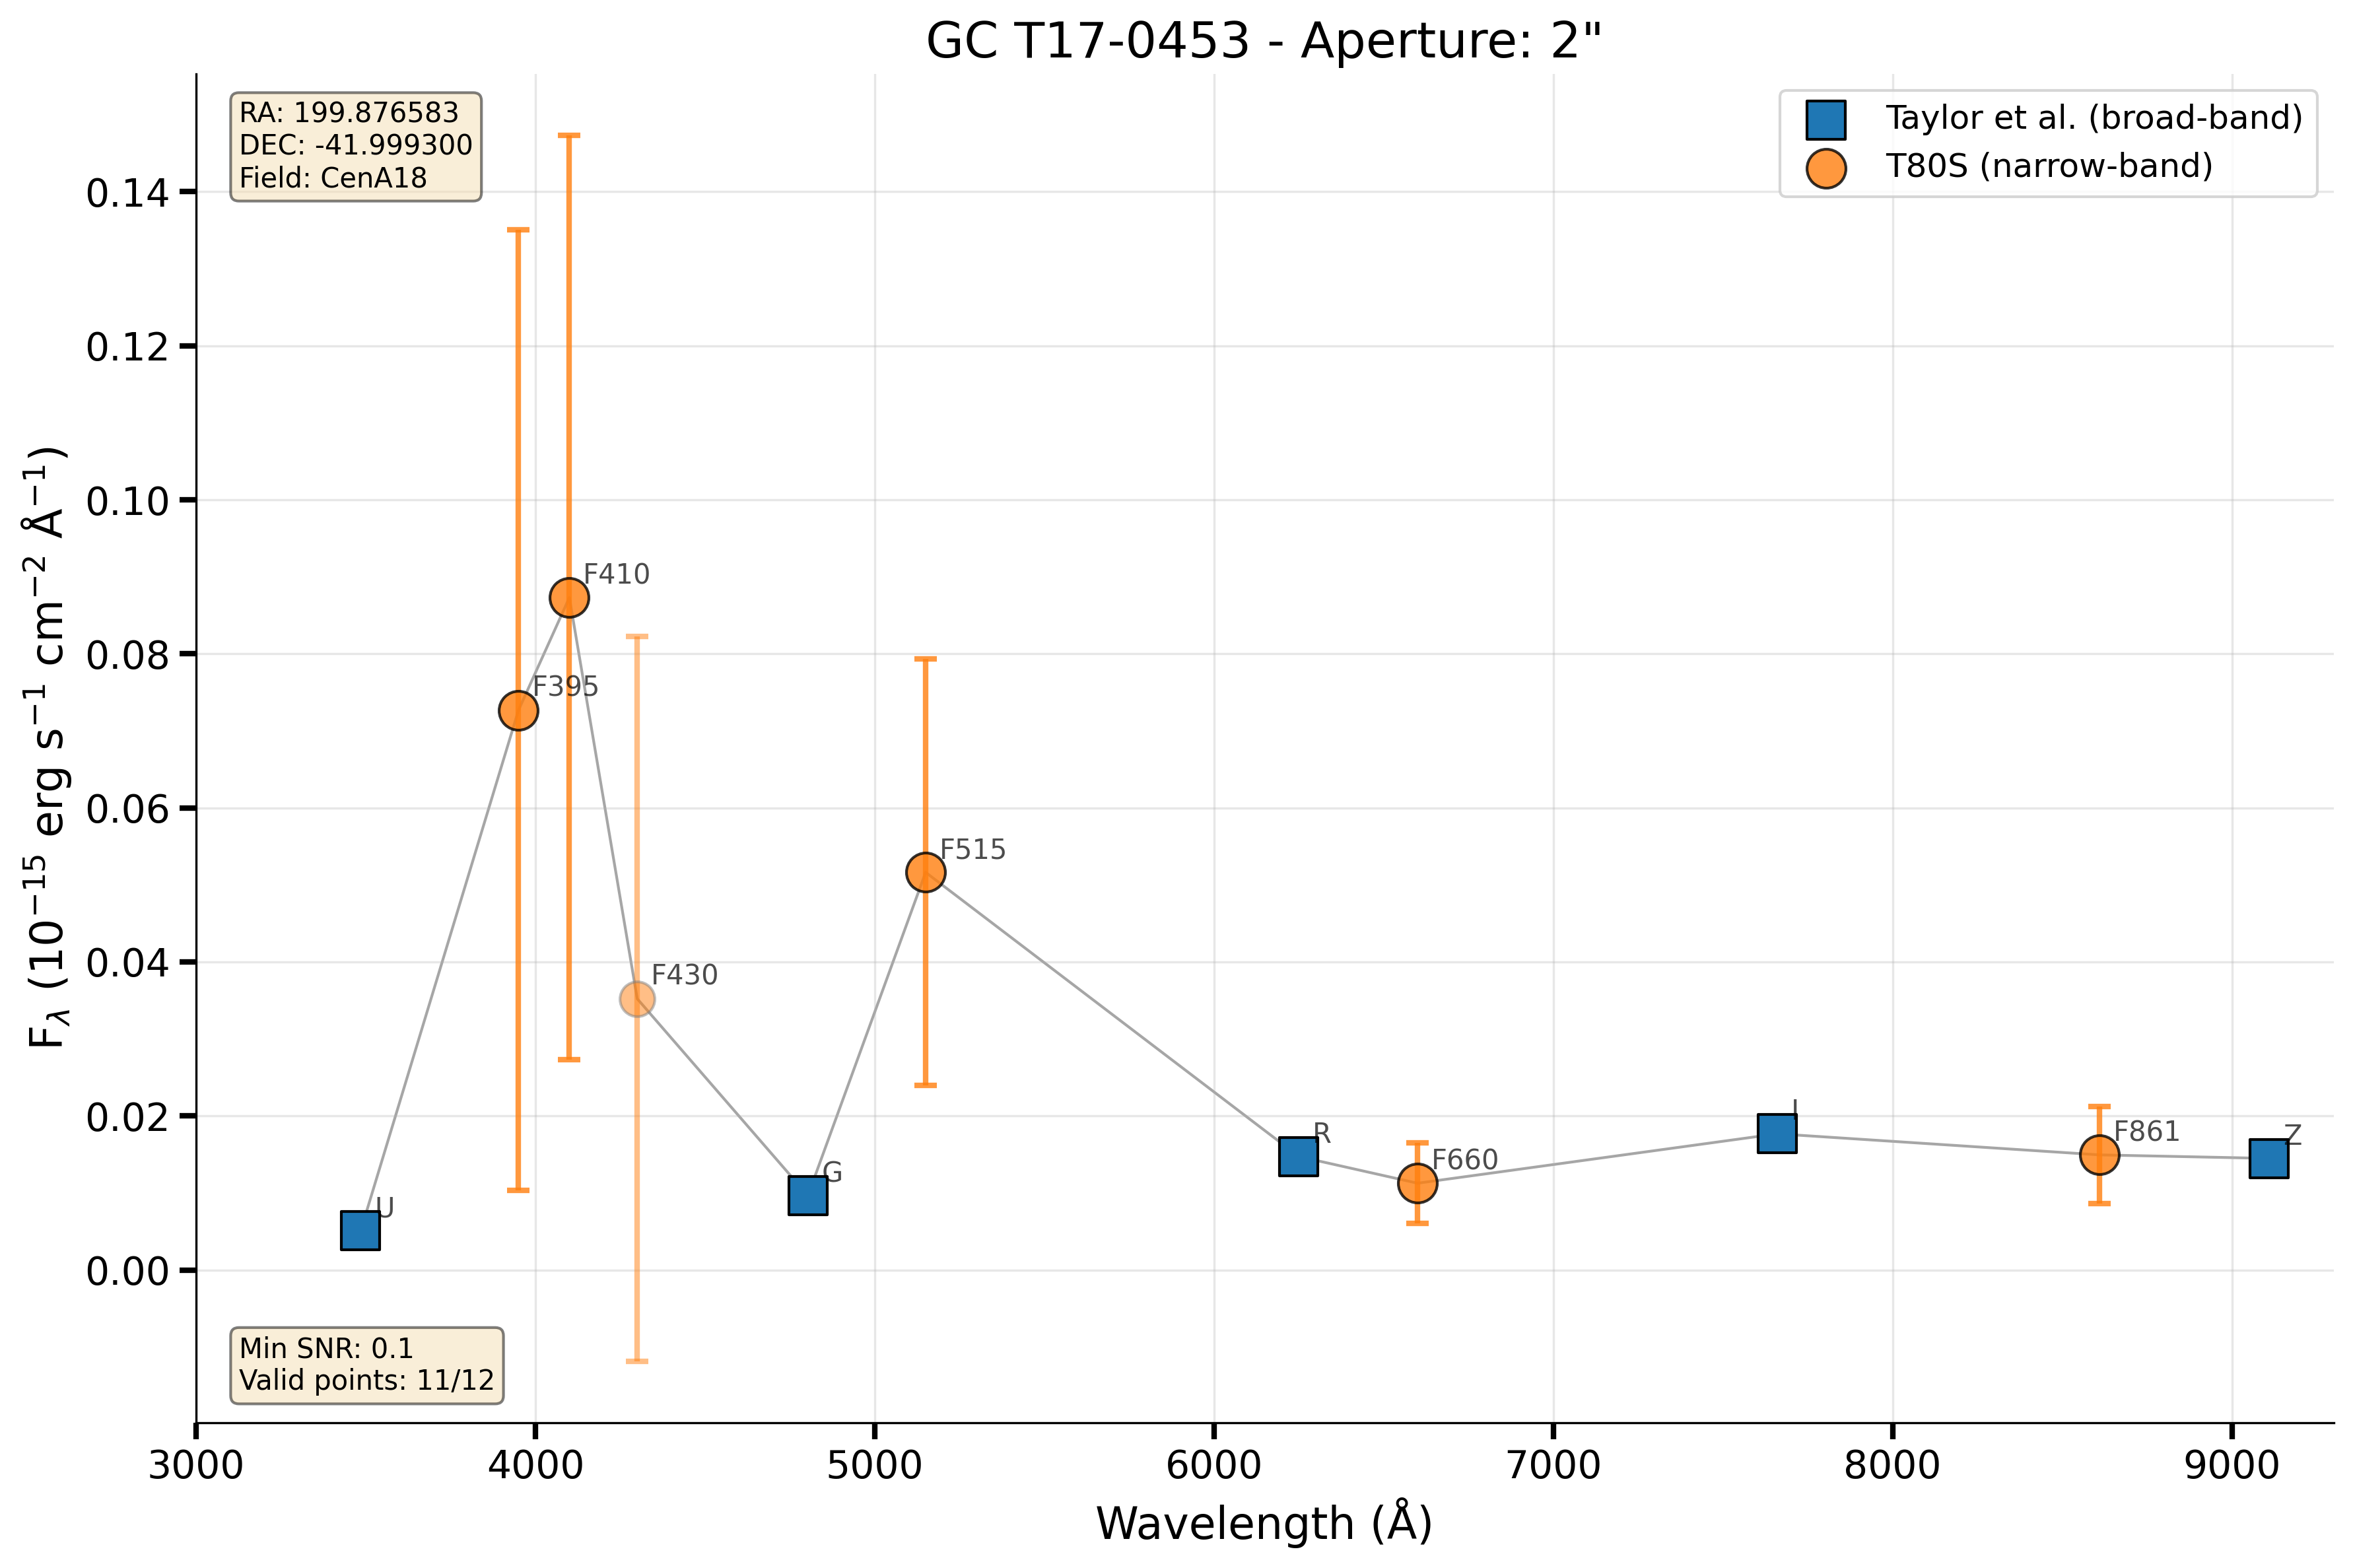 GC T17-0453 - Aperture: 2"
RA: 199.876583
DEC: -41.999300
Field: CenA18
Taylor et al. (broad-band)
T80S (narrow-band)
F_λ (10⁻¹⁵ erg s⁻¹ cm⁻² Å⁻¹)
0.14
0.12
0.10
0.08
0.06
0.04
0.02
0.00
F410
F395
F430
F515
U
G
R
F660
I
F861
Z
Min SNR: 0.1
Valid points: 11/12
3000 4000 5000 6000 7000 8000 9000
Wavelength (Å)